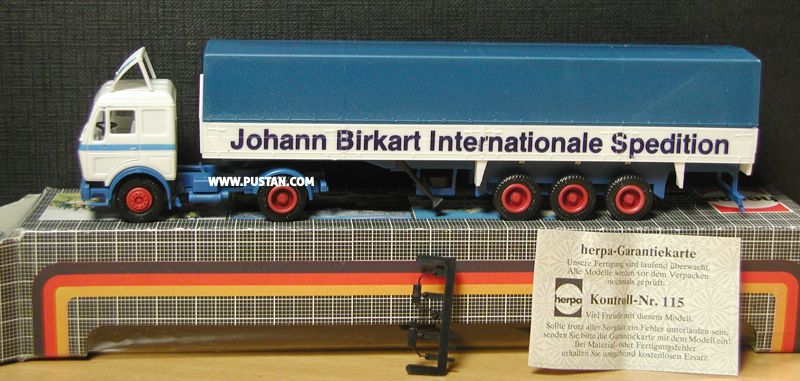 Johann Birkart Internationale Spedition
WWW.PUSTAN.COM
herpa-Garantiekarte
Unsere Fertigung wird laufend überwacht.
Alle Modelle werden vor dem Verpacken
nochmals geprüft.
herpa
Kontroll-Nr. 115
Viel Freude mit diesem Modell.
Sollte trotz aller Sorgfalt ein Fehler unterlaufen sein,
senden Sie bitte die Garantiekarte mit dem Modell ein!
Bei Material- oder Fertigungsfehler
erhalten Sie umgehend kostenlosen Ersatz.